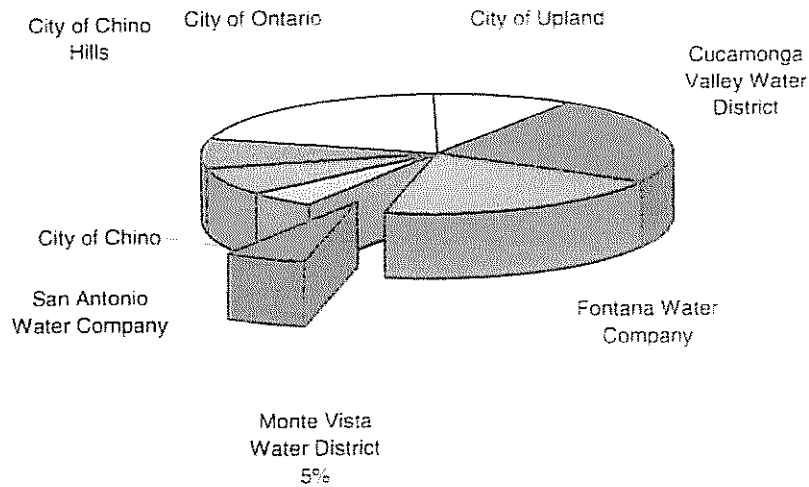 City of Chino
Hills
City of Ontario
City of Upland
Cucamonga
Valley Water
District
City of Chino
San Antonio
Water Company
Fontana Water
Company
Monte Vista
Water District
5%